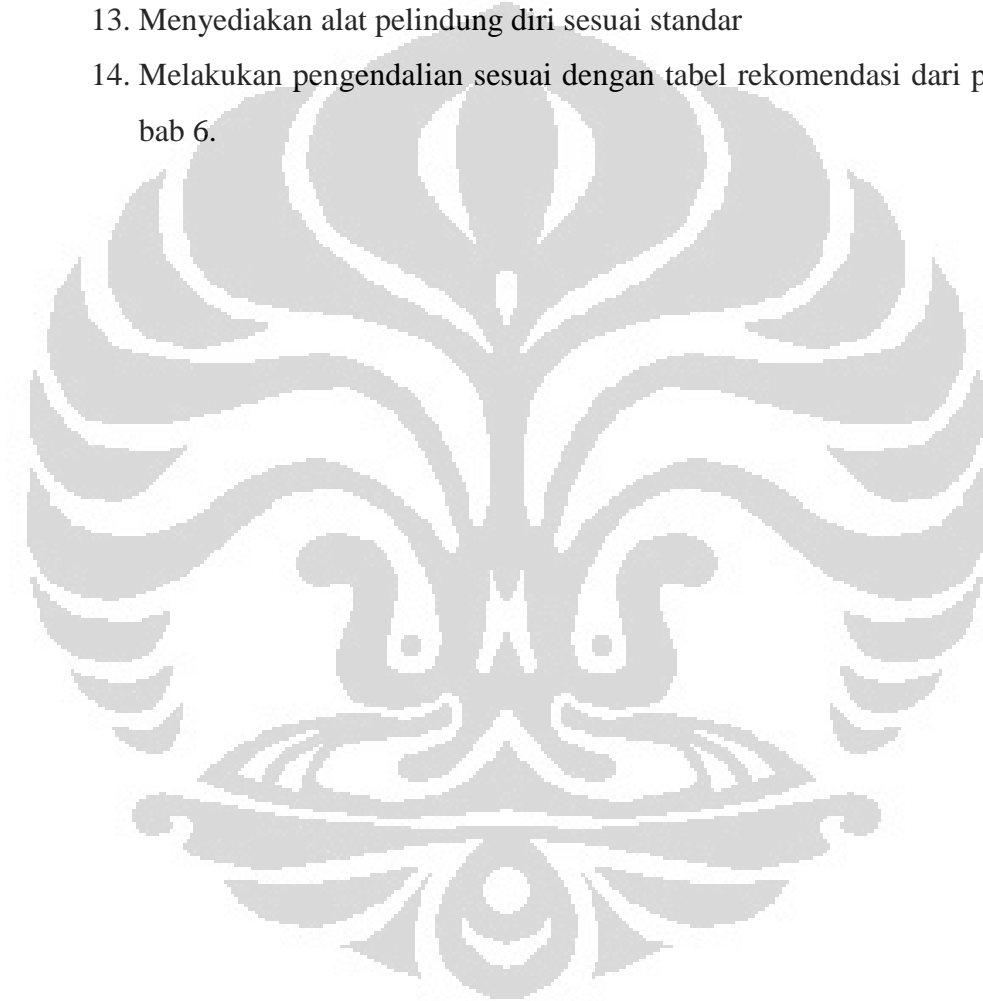 13. Menyediakan alat pelindung diri sesuai standar
14. Melakukan pengendalian sesuai dengan tabel rekomendasi dari
bab 6.